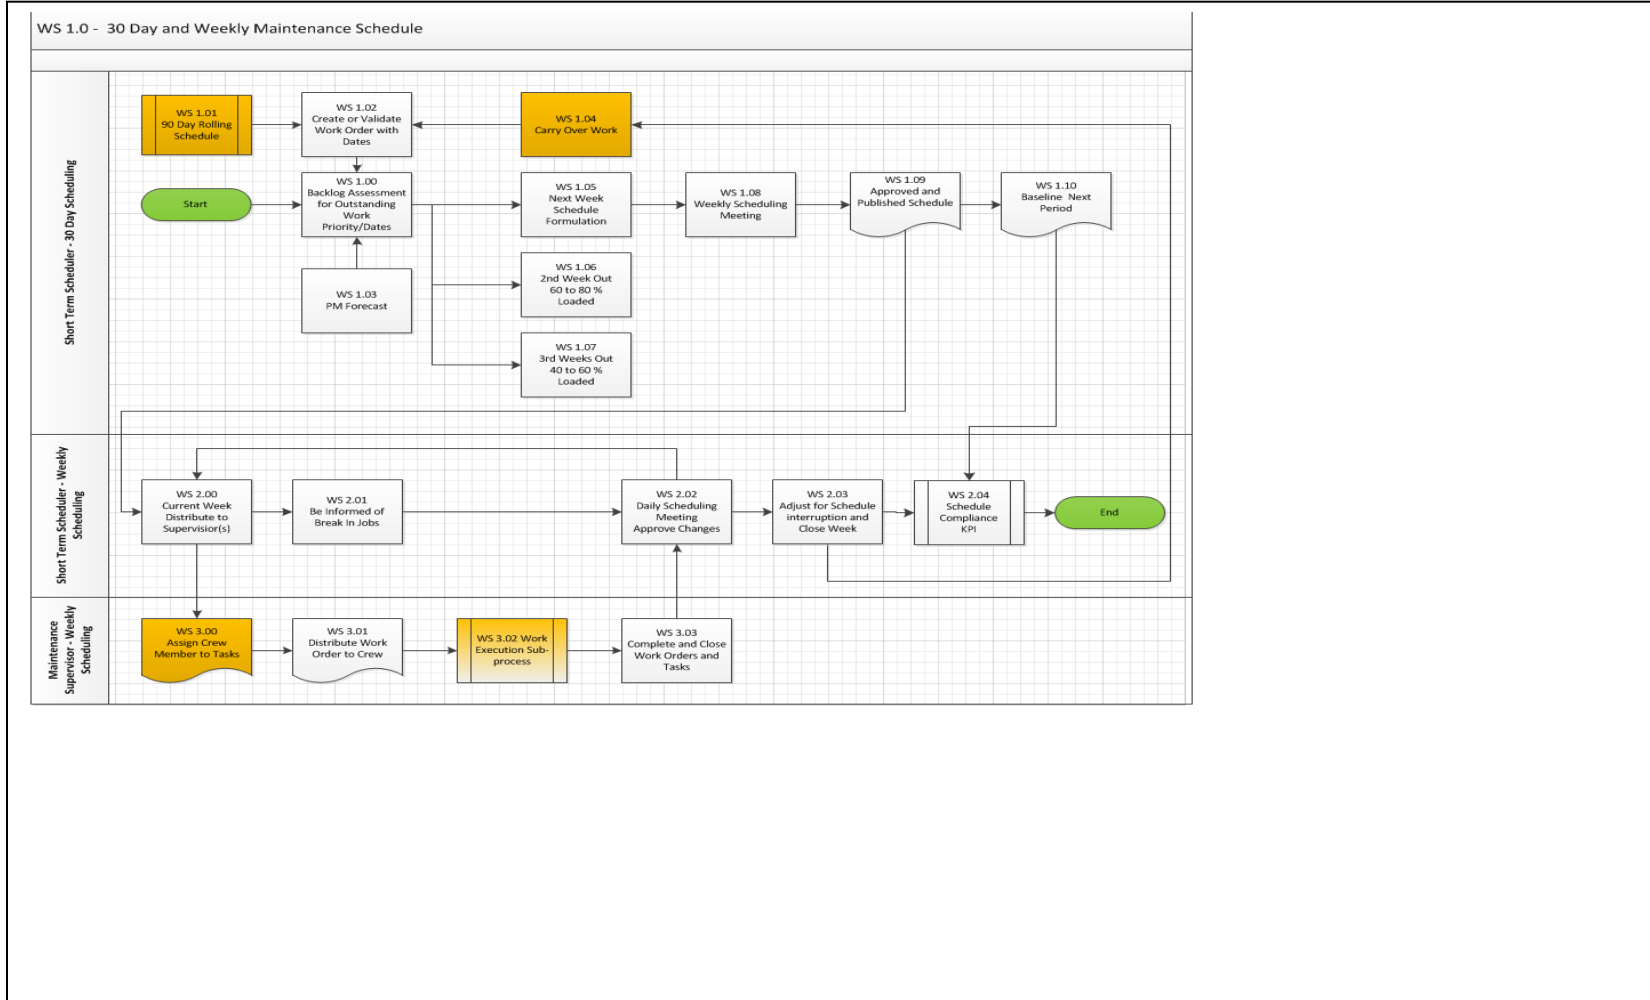 WS 1.0 -  30 Day and Weekly Maintenance Schedule
Short Term Scheduler - 30 Day Scheduling
WS 1.01
90 Day Rolling
Schedule
WS 1.02
Create or Validate
Work Order with
Dates
WS 1.04
Carry Over Work
Start
WS 1.00
Backlog Assessment
for Outstanding
Work
Priority/Dates
WS 1.05
Next Week
Schedule
Formulation
WS 1.08
Weekly Scheduling
Meeting
WS 1.09
Approved and
Published Schedule
WS 1.10
Baseline  Next
Period
WS 1.03
PM Forecast
WS 1.06
2nd Week Out
60 to 80 %
Loaded
WS 1.07
3rd Weeks Out
40 to 60 %
Loaded
Short Term Scheduler - Weekly
Scheduling
WS 2.00
Current Week
Distribute to
Supervisior(s)
WS 2.01
Be Informed of
Break In Jobs
WS 2.02
Daily Scheduling
Meeting
Approve Changes
WS 2.03
Adjust for Schedule
interruption and
Close Week
WS 2.04
Schedule
Compliance
KPI
End
Maintenance
Supervisor - Weekly
Scheduling
WS 3.00
Assign Crew
Member to Tasks
WS 3.01
Distribute Work
Order to Crew
WS 3.02 Work
Execution Sub-
process
WS 3.03
Complete and Close
Work Orders and
Tasks